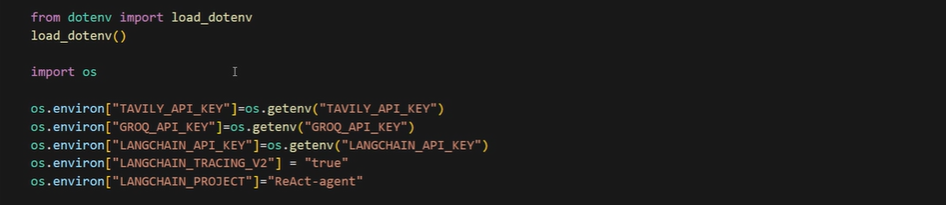 from dotenv import load_dotenv
load_dotenv()
import os
os.environ["TAVILY_API_KEY"]=os.getenv("TAVILY_API_KEY")
os.environ["GROQ_API_KEY"]=os.getenv("GROQ_API_KEY")
os.environ["LANGCHAIN_API_KEY"]=os.getenv("LANGCHAIN_API_KEY")
os.environ["LANGCHAIN_TRACING_V2"] = "true"
os.environ["LANGCHAIN_PROJECT"]="ReAct-agent"